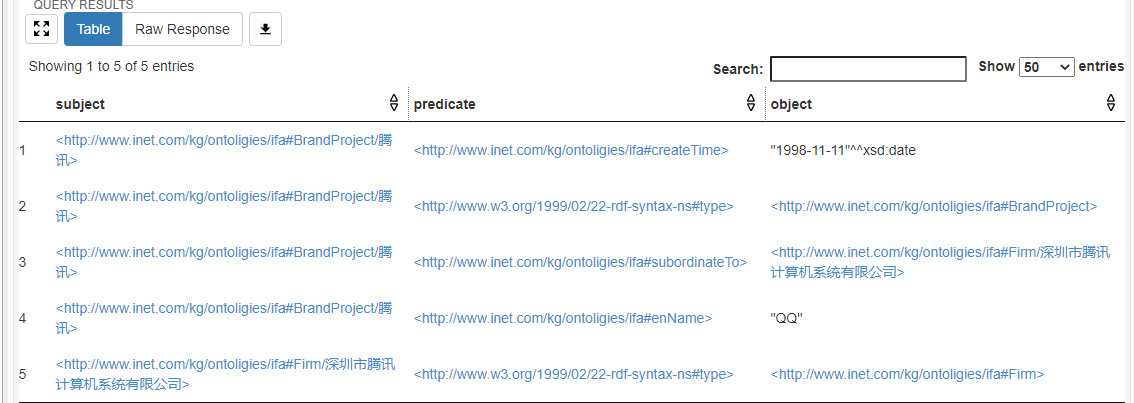 QUERY RESULTS
Table Raw Response
Showing 1 to 5 of 5 entries Search: Show 50 entries
subject predicate object
1 <http://www.inet.com/kg/ontoligies/ifa#BrandProject/腾讯> <http://www.inet.com/kg/ontoligies/ifa#createTime> "1998-11-11"^^xsd:date
2 <http://www.inet.com/kg/ontoligies/ifa#BrandProject/腾讯> <http://www.w3.org/1999/02/22-rdf-syntax-ns#type> <http://www.inet.com/kg/ontoligies/ifa#BrandProject>
3 <http://www.inet.com/kg/ontoligies/ifa#BrandProject/腾讯> <http://www.inet.com/kg/ontoligies/ifa#subordinateTo> <http://www.inet.com/kg/ontoligies/ifa#Firm/深圳市腾讯计算机系统有限公司>
4 <http://www.inet.com/kg/ontoligies/ifa#BrandProject/腾讯> <http://www.inet.com/kg/ontoligies/ifa#enName> "QQ"
5 <http://www.inet.com/kg/ontoligies/ifa#Firm/深圳市腾讯计算机系统有限公司> <http://www.w3.org/1999/02/22-rdf-syntax-ns#type> <http://www.inet.com/kg/ontoligies/ifa#Firm>